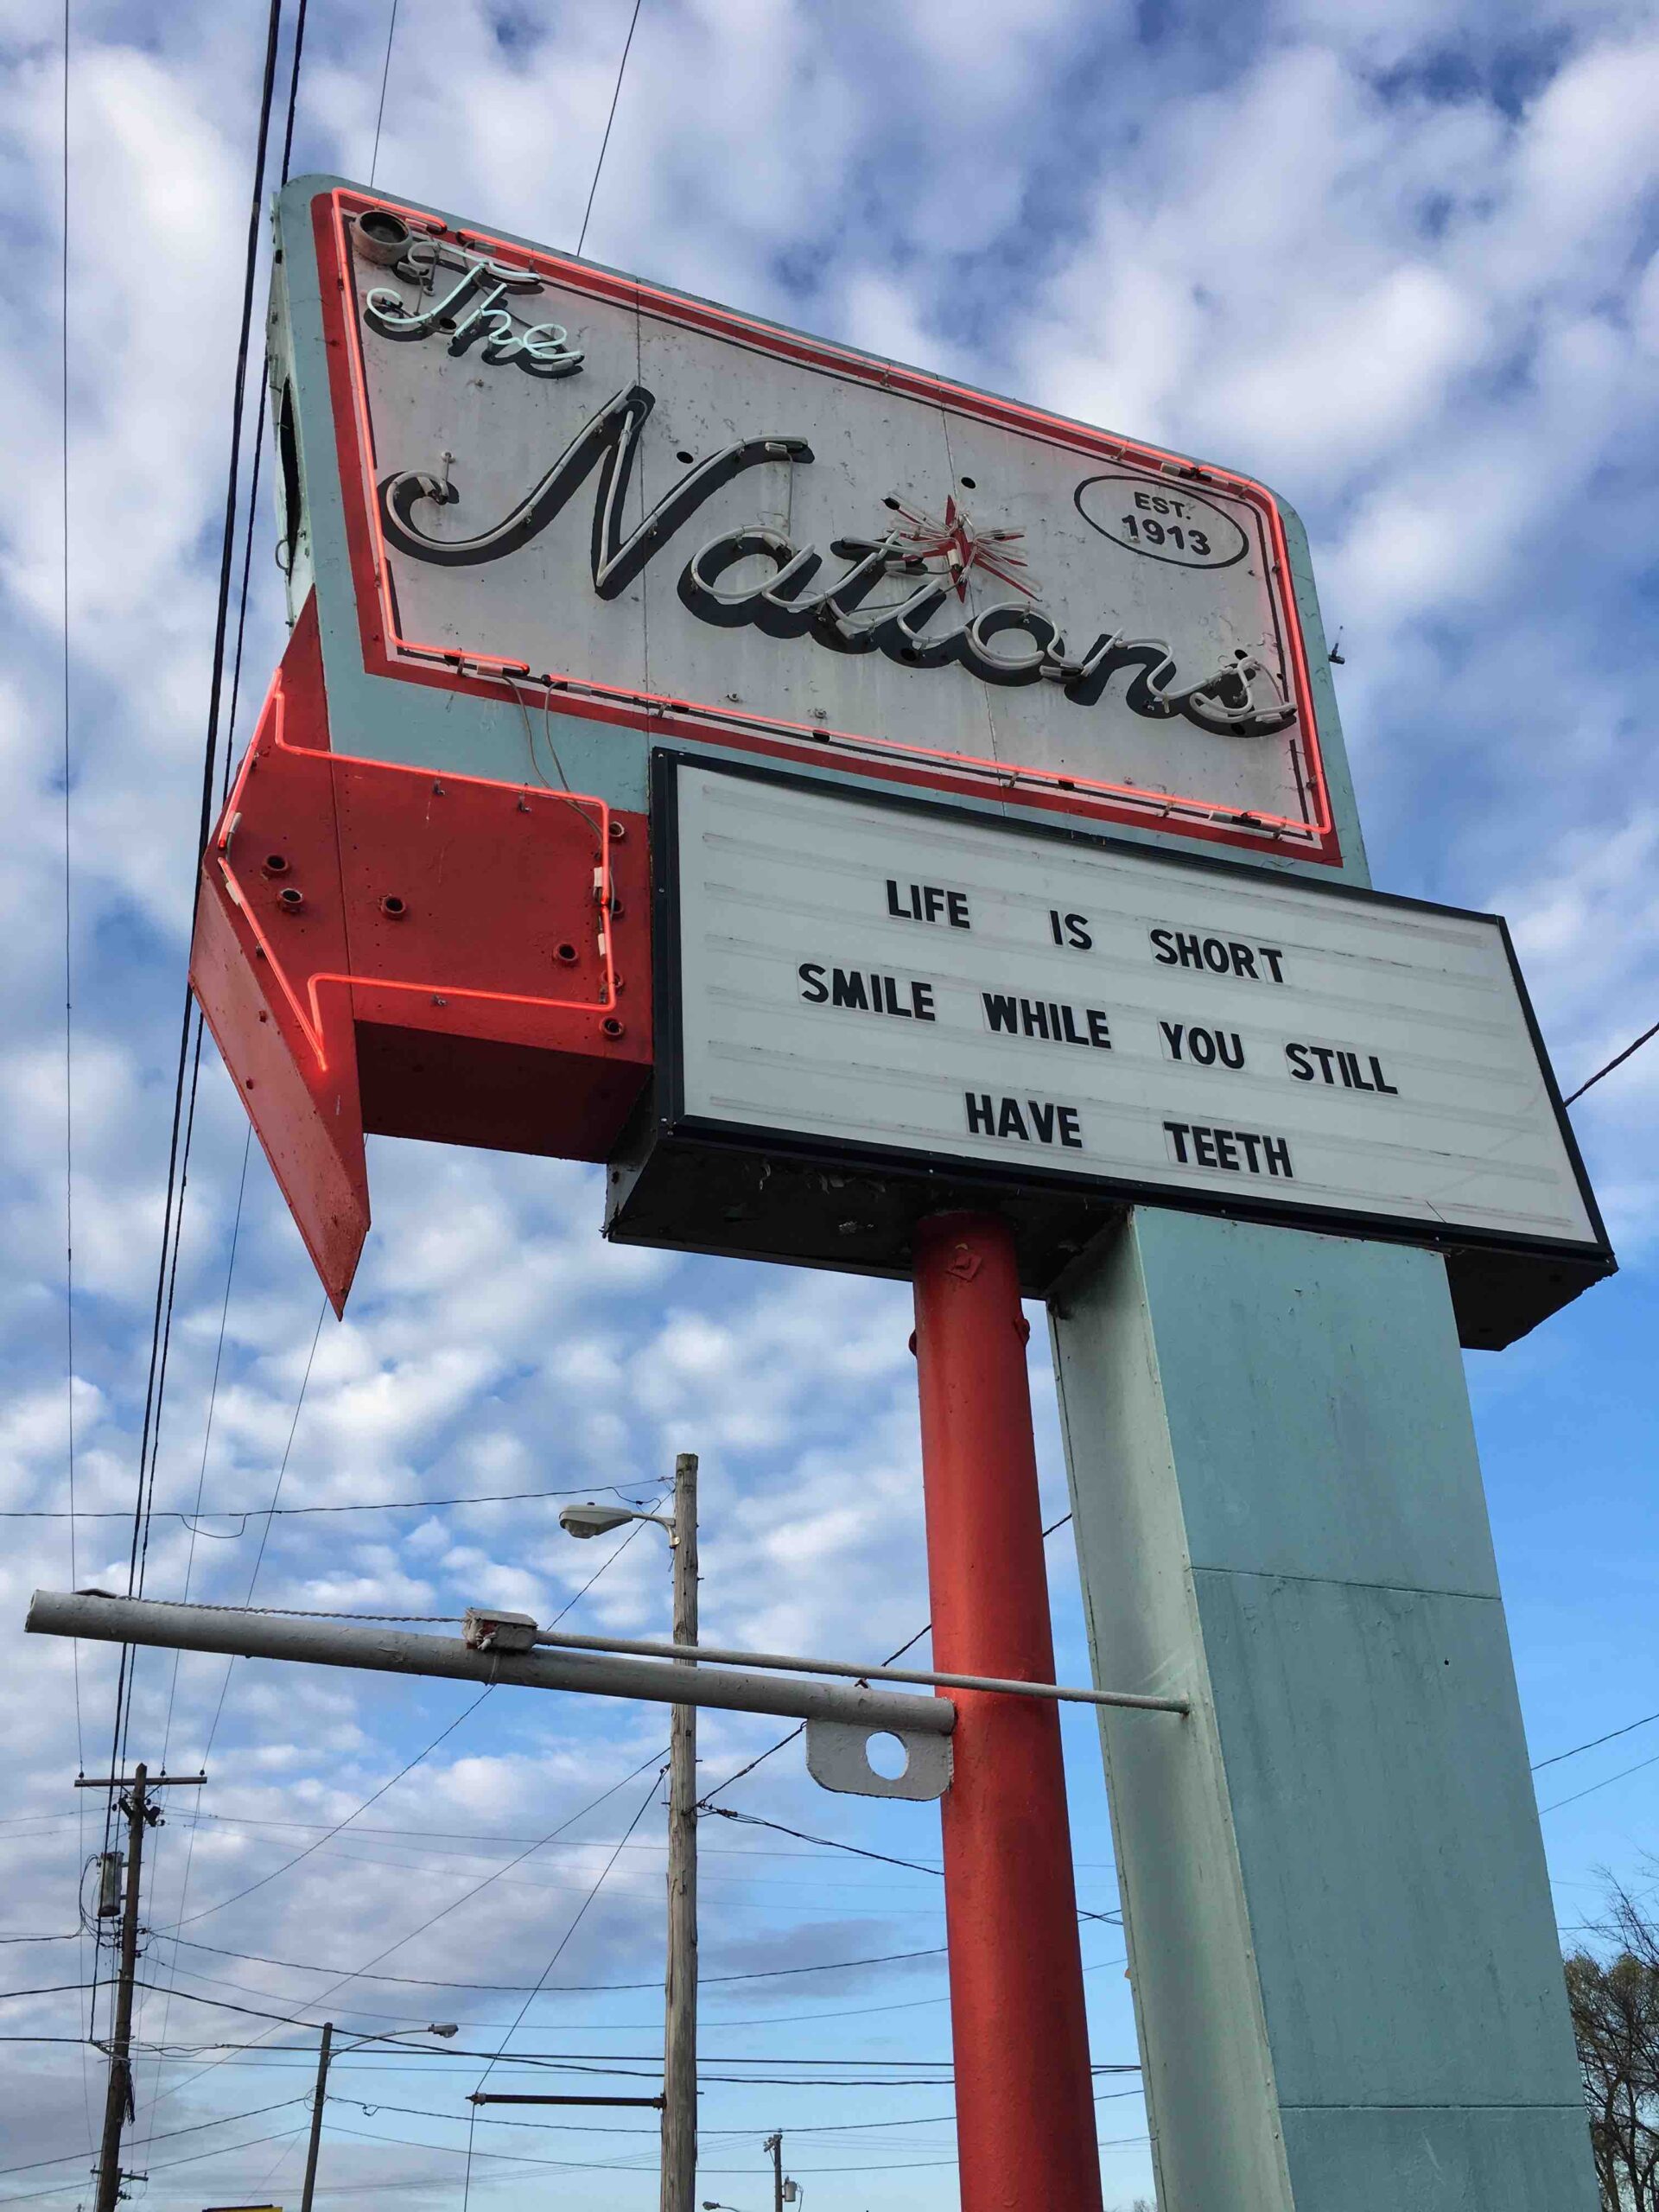 The
Nations
EST.
1913
LIFE IS SHORT
SMILE WHILE YOU STILL
HAVE TEETH